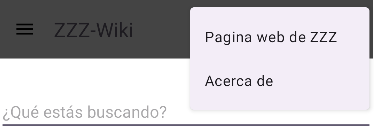 ZZZ-Wiki
Pagina web de ZZZ
Acerca de
¿Qué estás buscando?